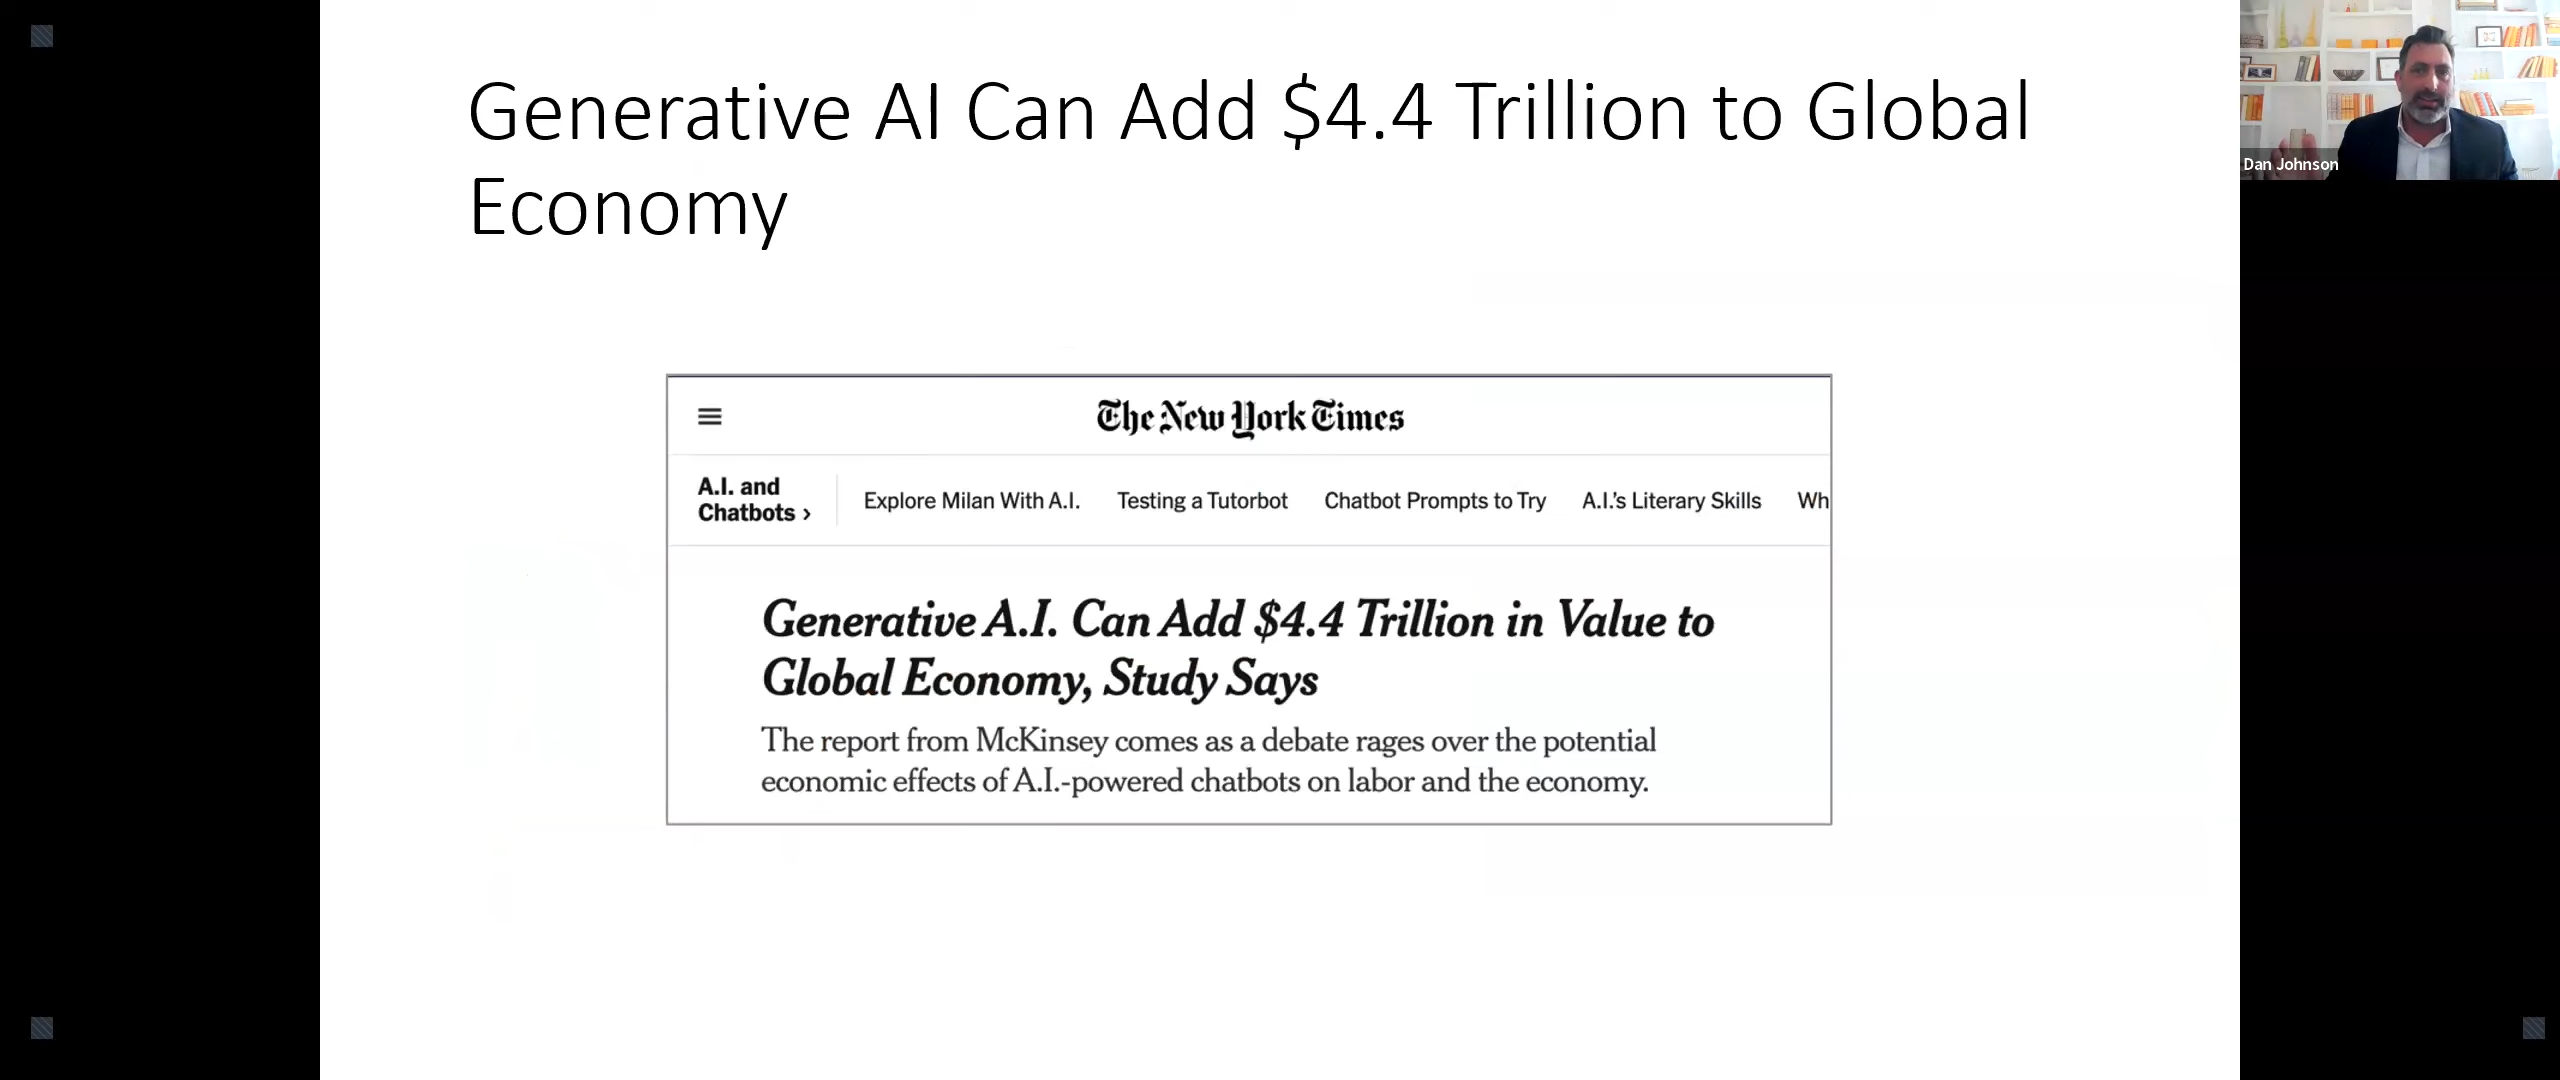 Generative AI Can Add $4.4 Trillion to Global
Economy
Dan Johnson
The New York Times
A.I. and
Chatbots ›
Explore Milan With A.I. Testing a Tutorbot Chatbot Prompts to Try A.I.'s Literary Skills Wh
Generative A.I. Can Add $4.4 Trillion in Value to
Global Economy, Study Says
The report from McKinsey comes as a debate rages over the potential
economic effects of A.I.-powered chatbots on labor and the economy.